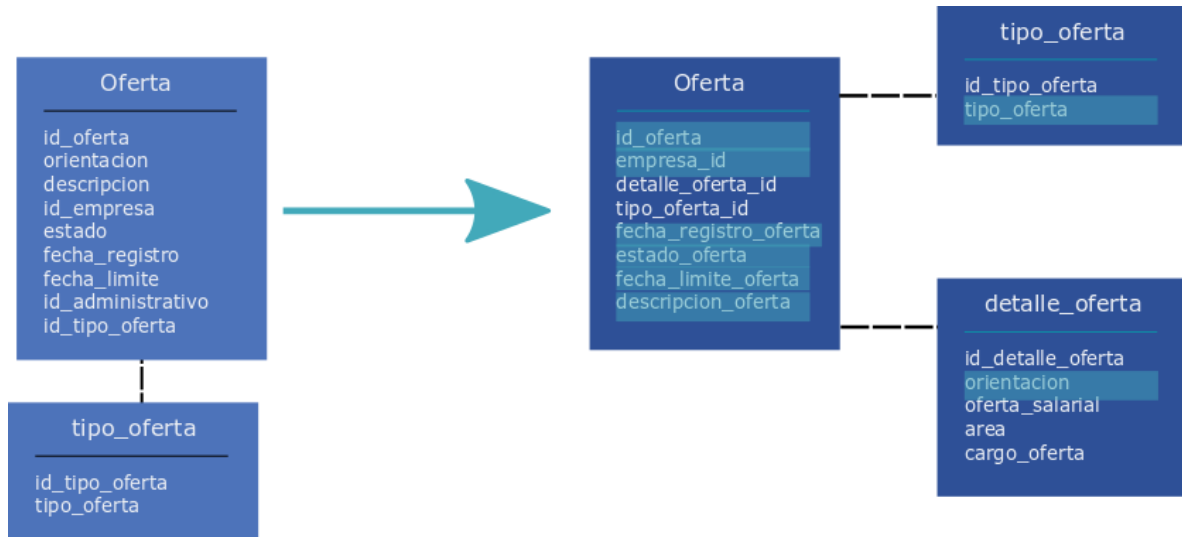 Oferta
id_oferta
orientacion
descripcion
id_empresa
estado
fecha_registro
fecha_limite
id_administrativo
id_tipo_oferta
tipo_oferta
id_tipo_oferta
tipo_oferta
Oferta
id_oferta
empresa_id
detalle_oferta_id
tipo_oferta_id
fecha_registro_oferta
estado_oferta
fecha_limite_oferta
descripcion_oferta
tipo_oferta
id_tipo_oferta
tipo_oferta
detalle_oferta
id_detalle_oferta
orientacion
oferta_salarial
area
cargo_oferta